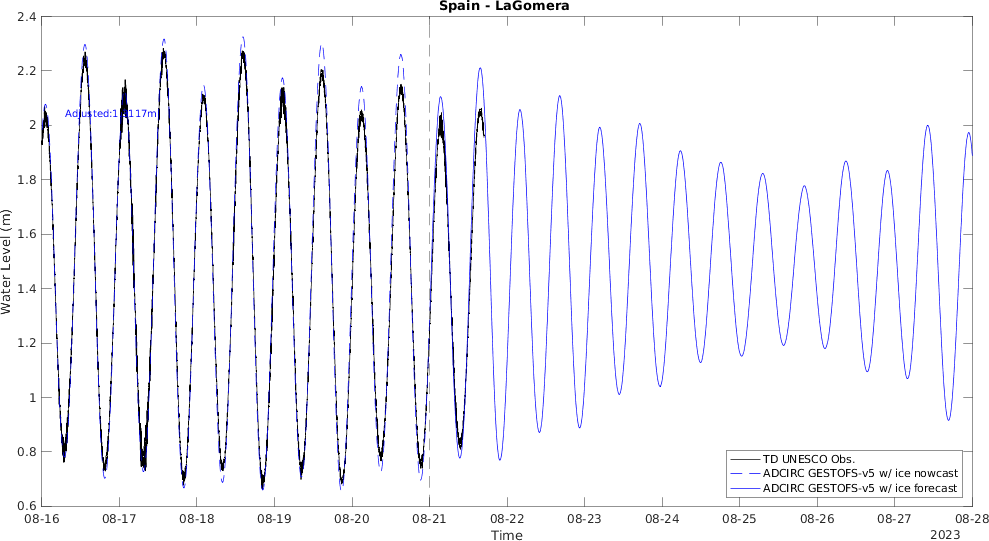 Spain - LaGomera
2.4
2.2
2
1.8
1.6
1.4
1.2
1
0.8
0.6
Water Level (m)
TD UNESCO Obs.
ADCIRC GESTOFS-v5 w/ ice nowcast
ADCIRC GESTOFS-v5 w/ ice forecast
08-16 08-17 08-18 08-19 08-20 08-21 08-22 08-23 08-24 08-25 08-26 08-27 08-28
Time
2023